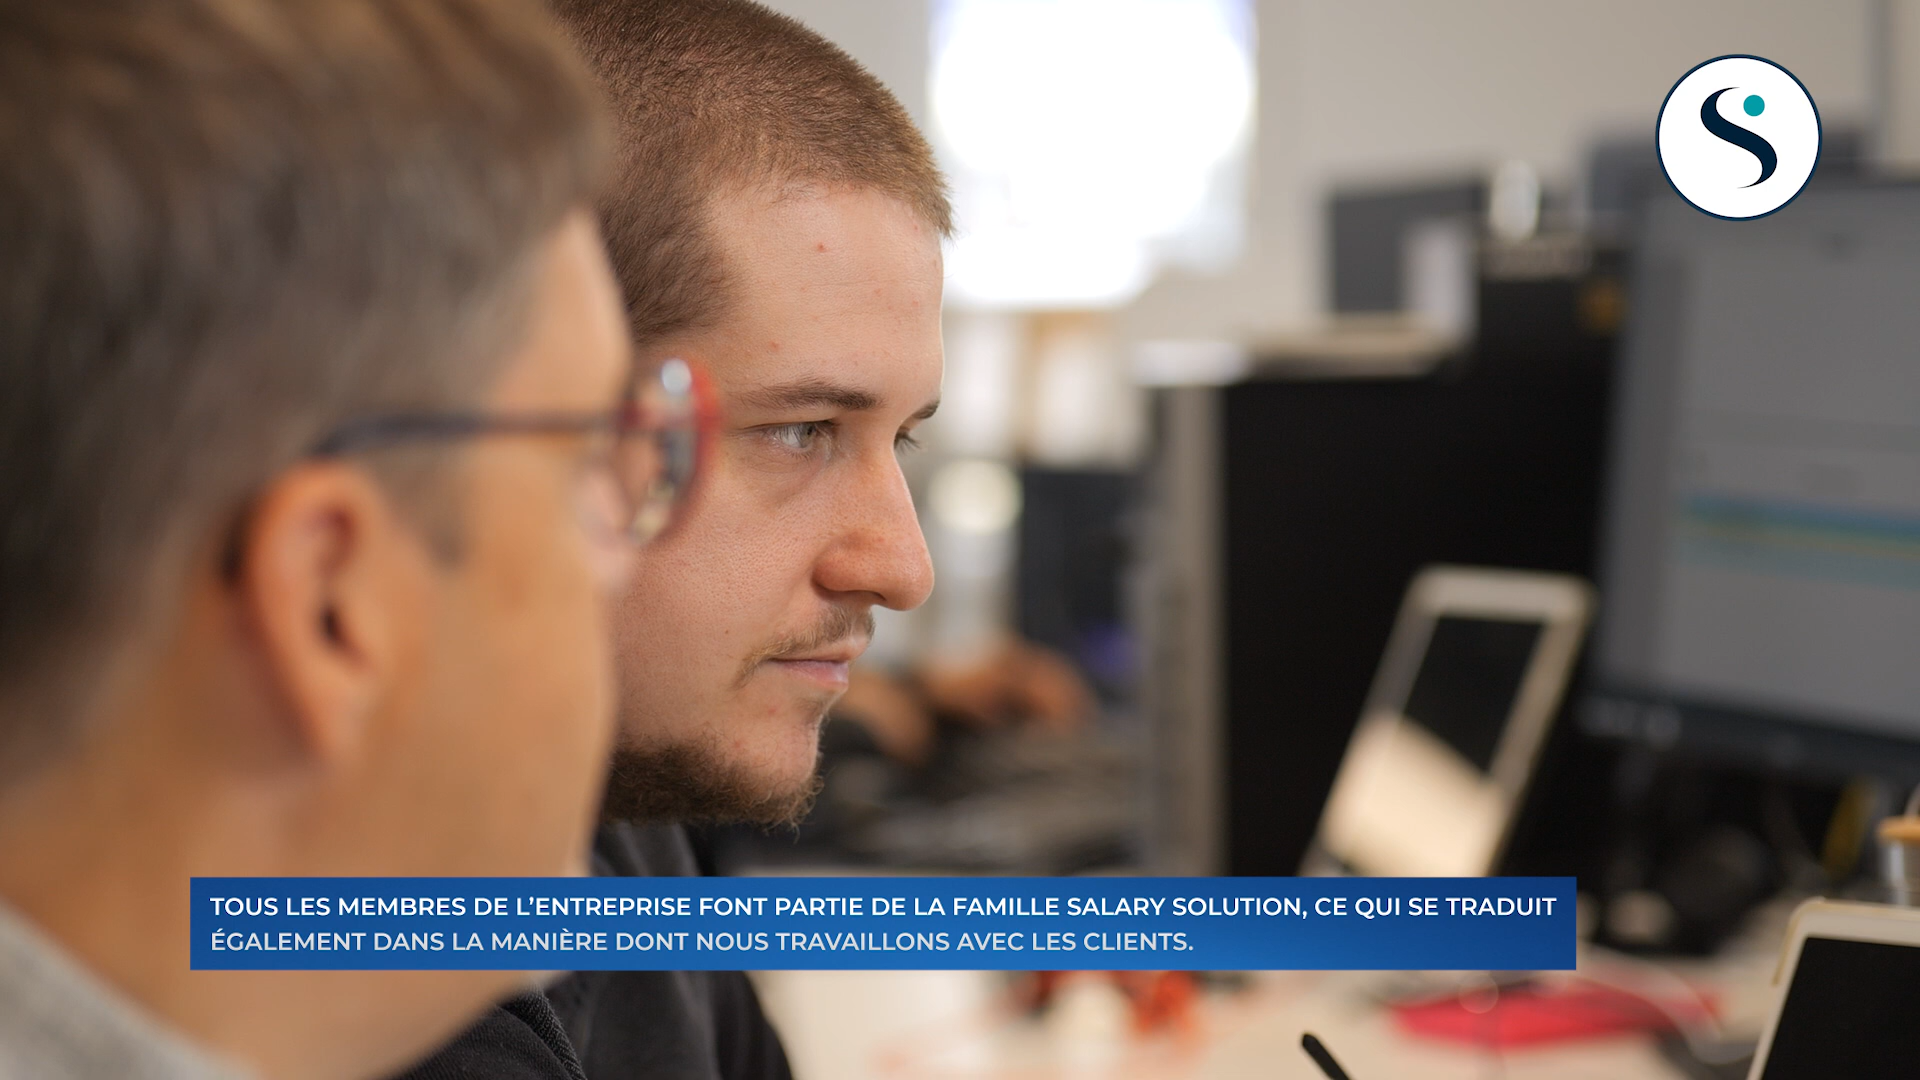 TOUS LES MEMBRES DE L’ENTREPRISE FONT PARTIE DE LA FAMILLE SALARY SOLUTION, CE QUI SE TRADUIT
ÉGALEMENT DANS LA MANIÈRE DONT NOUS TRAVAILLONS AVEC LES CLIENTS.